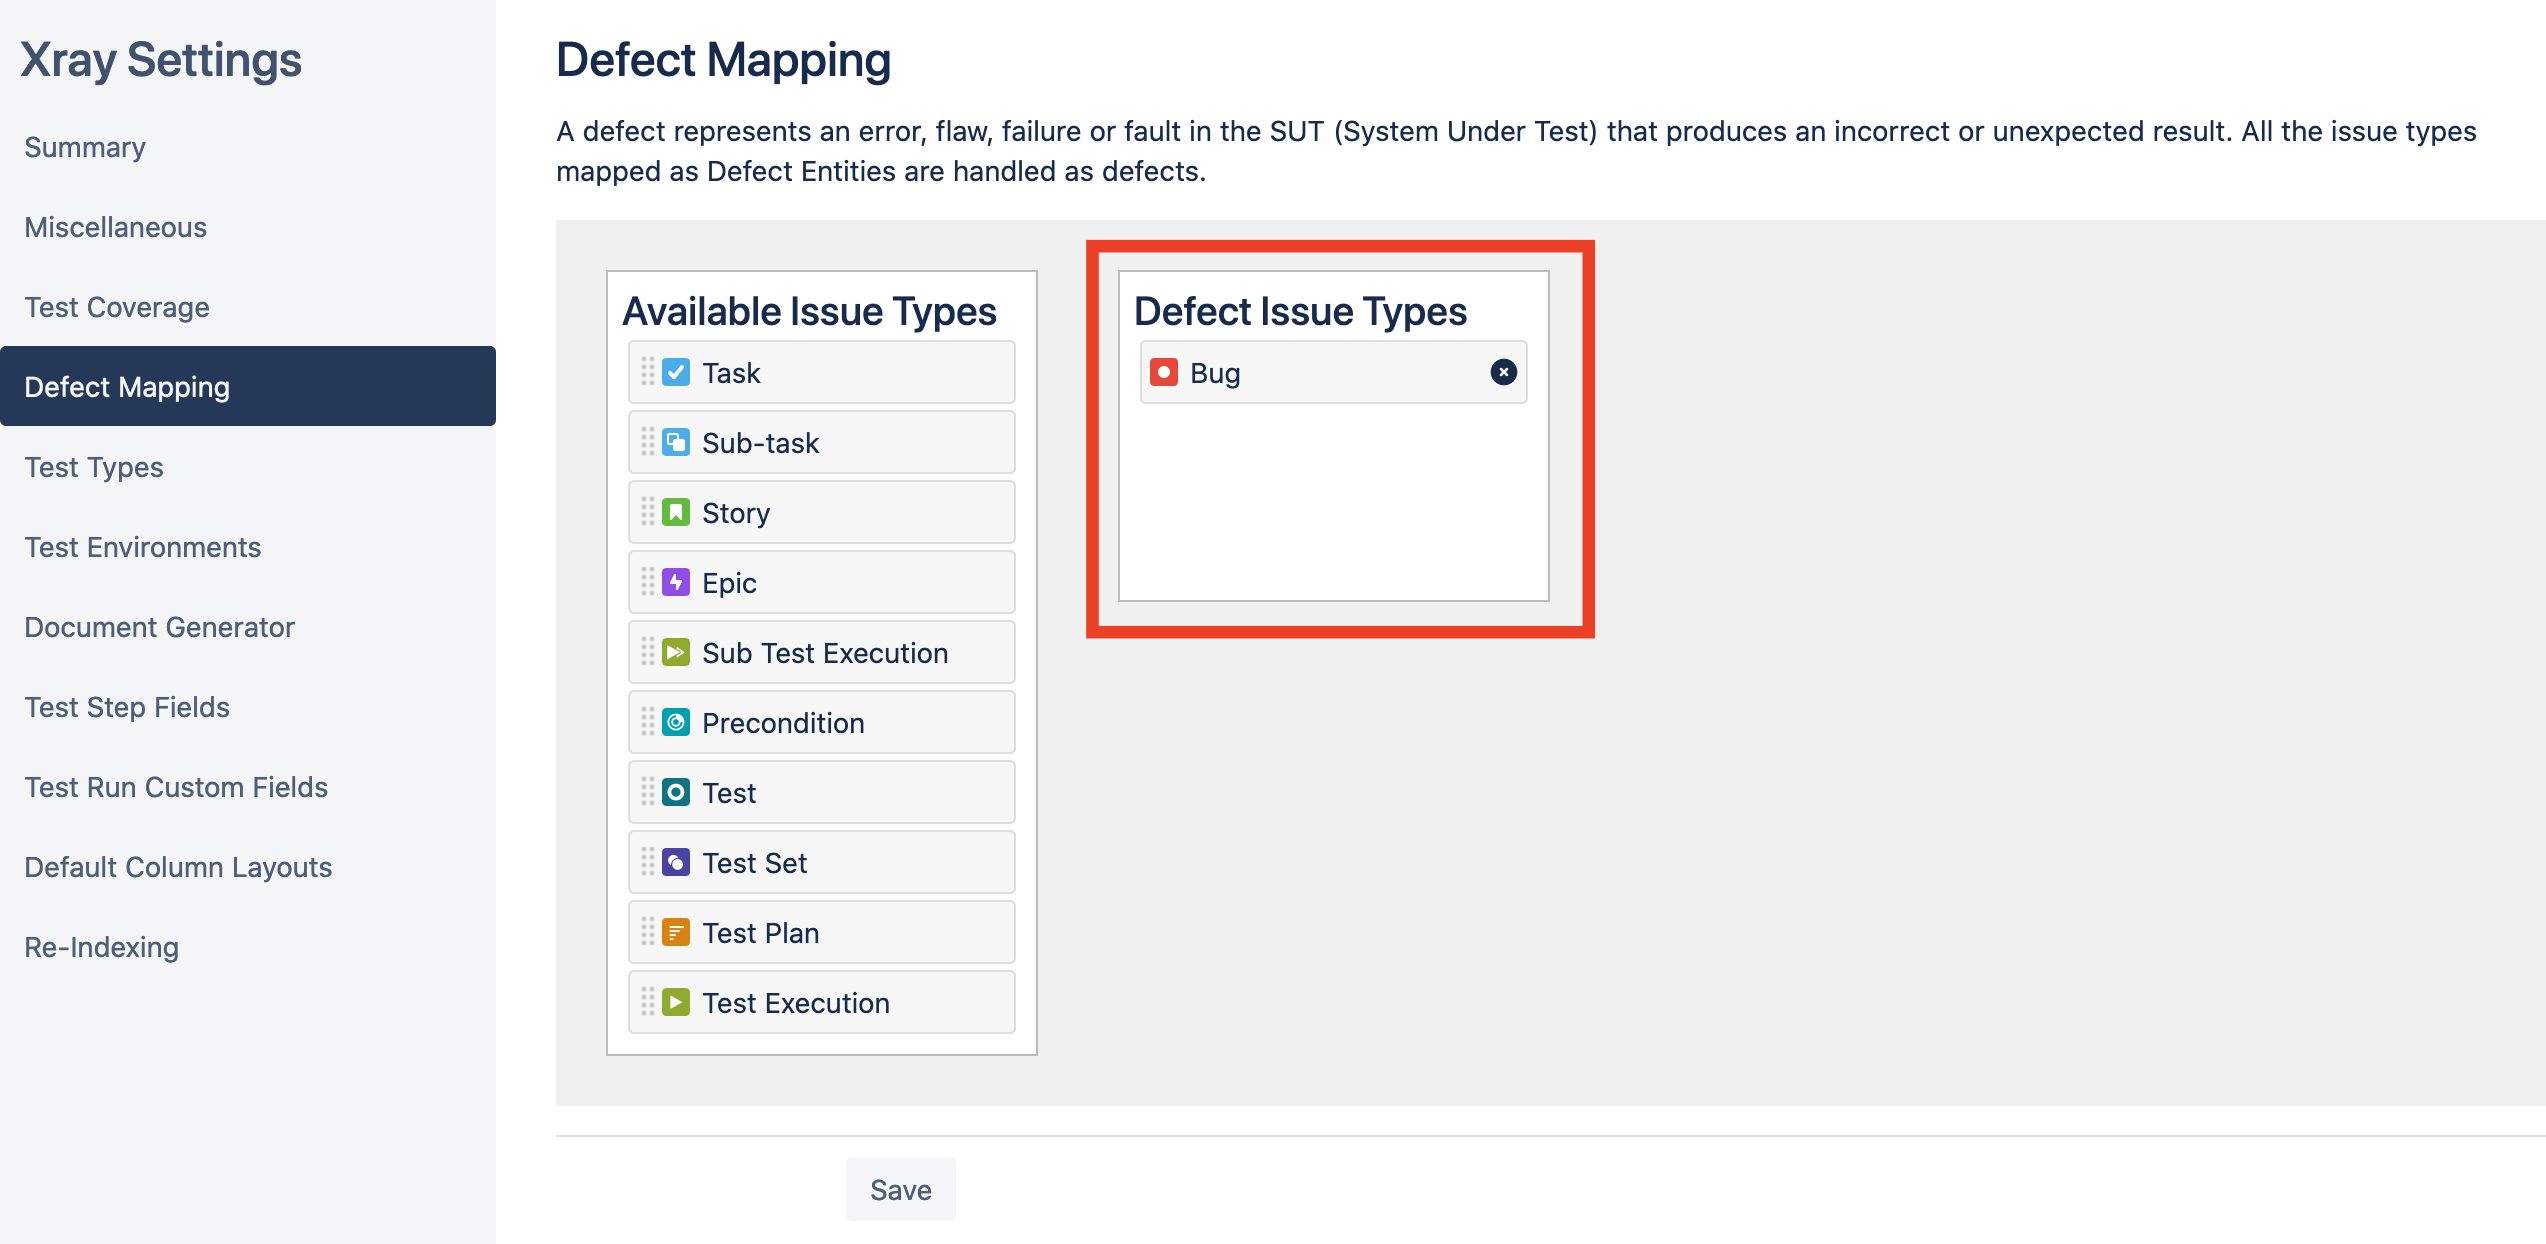 Xray Settings
Summary
Miscellaneous
Test Coverage
Defect Mapping
Test Types
Test Environments
Document Generator
Test Step Fields
Test Run Custom Fields
Default Column Layouts
Re-Indexing
Defect Mapping
A defect represents an error, flaw, failure or fault in the SUT (System Under Test) that produces an incorrect or unexpected result. All the issue types
mapped as Defect Entities are handled as defects.
Available Issue Types
Task
Sub-task
Story
Epic
Sub Test Execution
Precondition
Test
Test Set
Test Plan
Test Execution
Defect Issue Types
Bug
Save